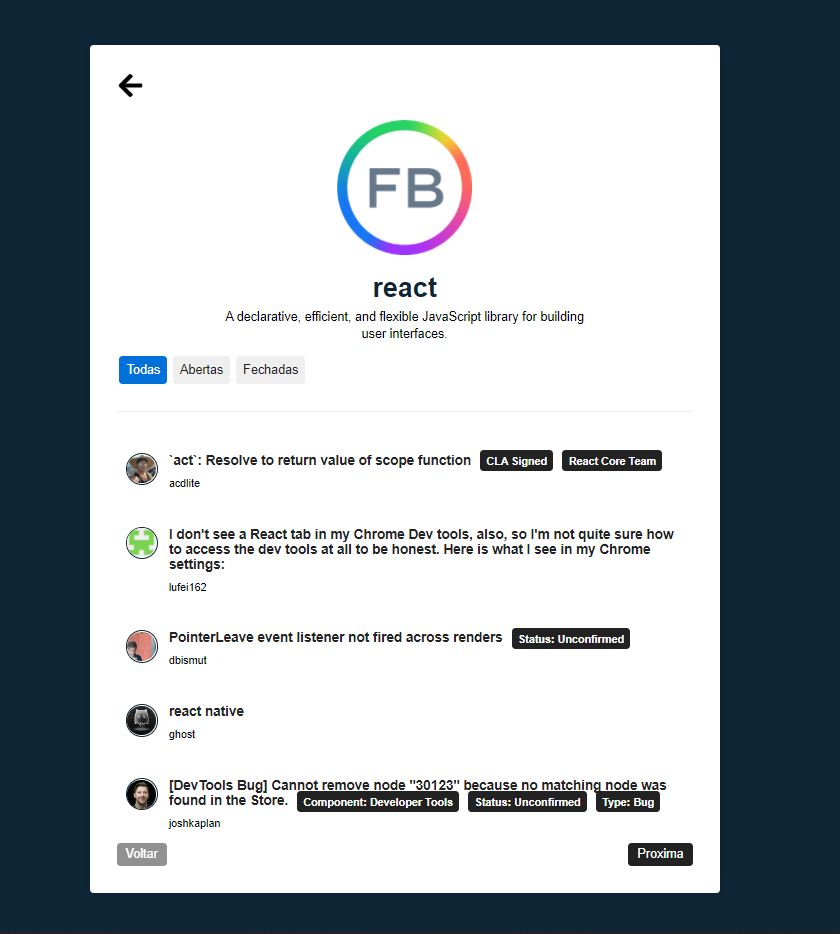 FB
react
A declarative, efficient, and flexible JavaScript library for building
user interfaces.
Todas Abertas Fechadas
`act`: Resolve to return value of scope function CLA Signed React Core Team
acdlite
I don't see a React tab in my Chrome Dev tools, also, so I'm not quite sure how
to access the dev tools at all to be honest. Here is what I see in my Chrome
settings:
lufei162
PointerLeave event listener not fired across renders Status: Unconfirmed
dbismut
react native
ghost
[DevTools Bug] Cannot remove node "30123" because no matching node was
found in the Store. Component: Developer Tools Status: Unconfirmed Type: Bug
joshkaplan
Voltar Proxima